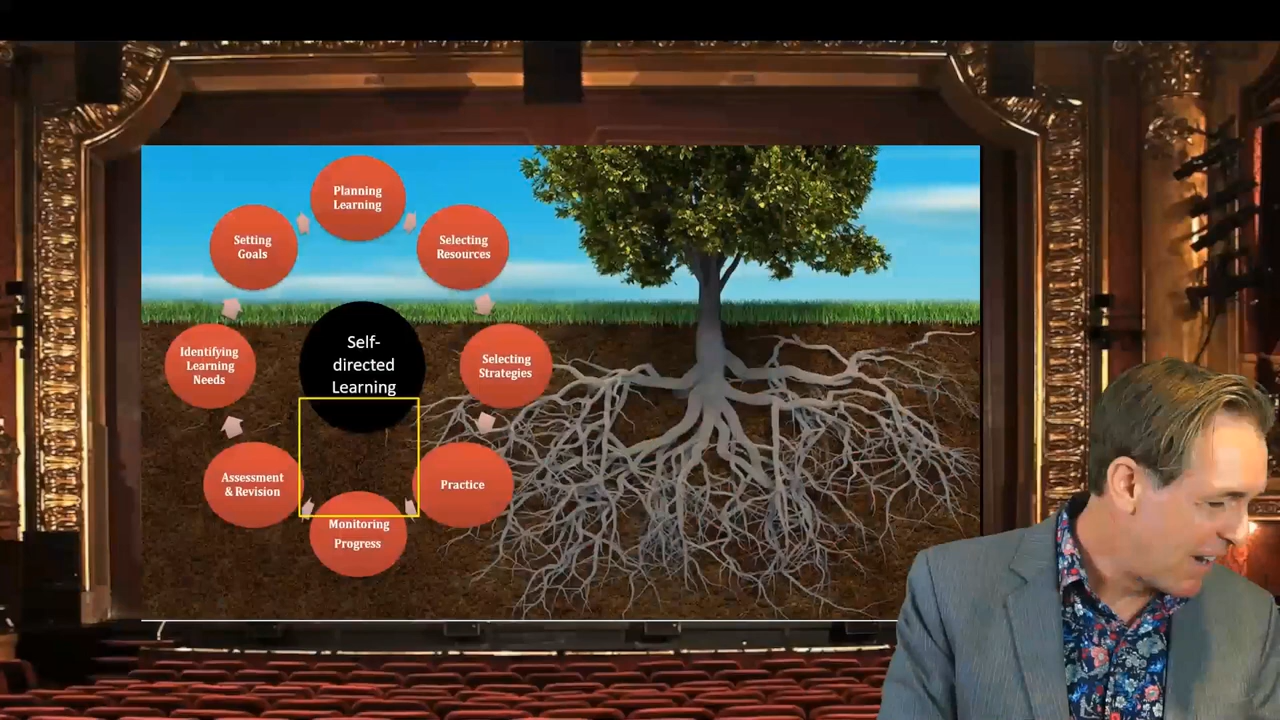 Planning
Learning
Setting
Goals
Selecting
Resources
Self-
directed
Learning
Identifying
Learning
Needs
Selecting
Strategies
Assessment
& Revision
Practice
Monitoring
Progress